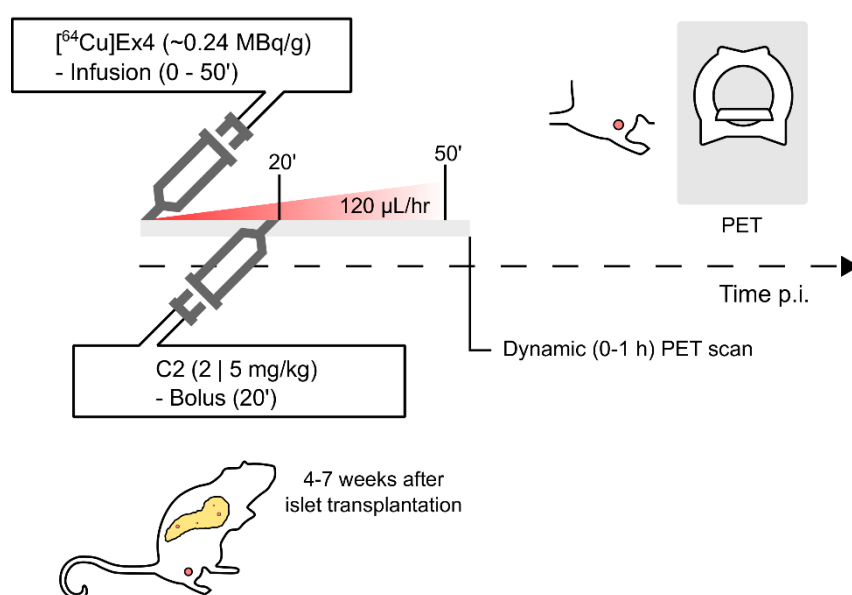 [⁶⁴Cu]Ex4 (~0.24 MBq/g)
- Infusion (0 - 50')
20'
50'
120 µL/hr
PET
Time p.i.
Dynamic (0-1 h) PET scan
C2 (2 | 5 mg/kg)
- Bolus (20')
4-7 weeks after
islet transplantation